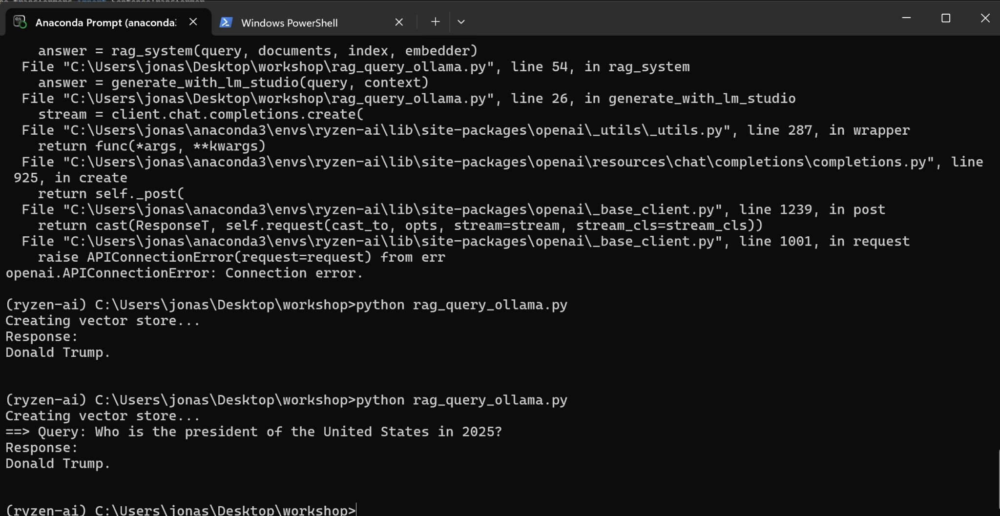 import
Anaconda Prompt (anaconda:
Windows PowerShell
answer = rag_system(query, documents, index, embedder)
File "C:\Users\jonas\Desktop\workshop\rag_query_ollama.py", line 54, in rag_system
answer = generate_with_lm_studio(query, context)
File "C:\Users\jonas\Desktop\workshop\rag_query_ollama.py", line 26, in generate_with_lm_studio
stream = client.chat.completions.create(
File "C:\Users\jonas\anaconda3\envs\ryzen-ai\lib\site-packages\openai\_utils\_utils.py", line 287, in wrapper
return func(*args, **kwargs)
File "C:\Users\jonas\anaconda3\envs\ryzen-ai\lib\site-packages\openai\resources\chat\completions\completions.py", line
925, in create
return self._post(
File "C:\Users\jonas\anaconda3\envs\ryzen-ai\lib\site-packages\openai\_base_client.py", line 1239, in post
return cast(ResponseT, self.request(cast_to, opts, stream=stream, stream_cls=stream_cls))
File "C:\Users\jonas\anaconda3\envs\ryzen-ai\lib\site-packages\openai\_base_client.py", line 1001, in request
raise APIConnectionError(request=request) from err
openai.APIConnectionError: Connection error.
(ryzen-ai) C:\Users\jonas\Desktop\workshop>python rag_query_ollama.py
Creating vector store...
Response:
Donald Trump.
(ryzen-ai) C:\Users\jonas\Desktop\workshop>python rag_query_ollama.py
Creating vector store...
==> Query: Who is the president of the United States in 2025?
Response:
Donald Trump.
(ryzen-ai) C:\Users\jonas\Desktop\workshop>